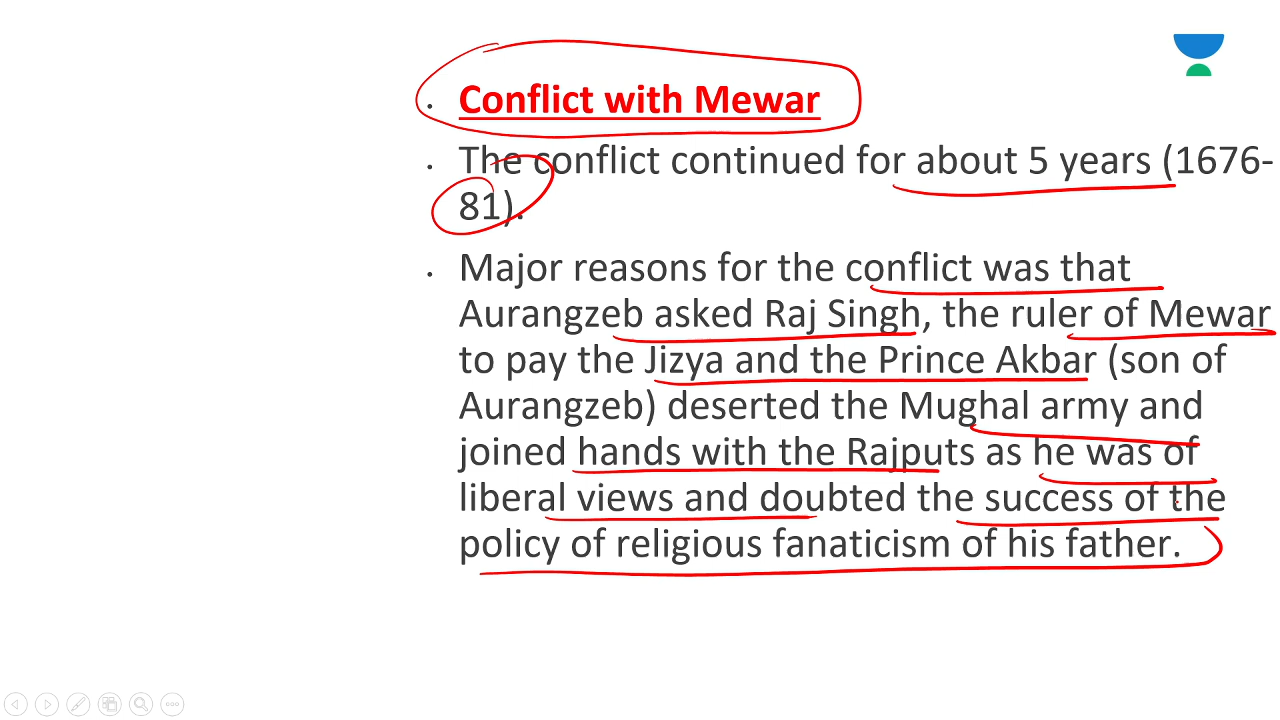 Conflict with Mewar
The conflict continued for about 5 years (1676-
81).
Major reasons for the conflict was that
Aurangzeb asked Raj Singh, the ruler of Mewar
to pay the Jizya and the Prince Akbar (son of
Aurangzeb) deserted the Mughal army and
joined hands with the Rajputs as he was of
liberal views and doubted the success of the
policy of religious fanaticism of his father.